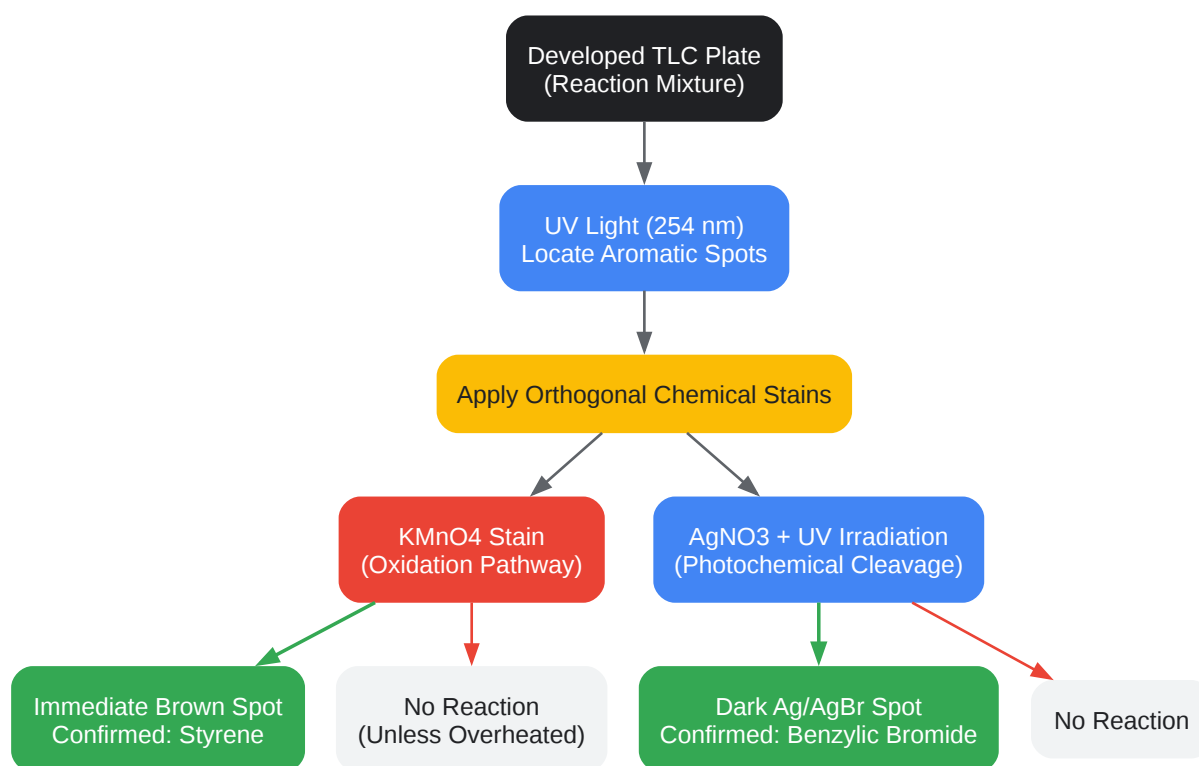 Developed TLC Plate
(Reaction Mixture)
UV Light (254 nm)
Locate Aromatic Spots
Apply Orthogonal Chemical Stains
KMnO4 Stain
(Oxidation Pathway)
AgNO3 + UV Irradiation
(Photochemical Cleavage)
Immediate Brown Spot
Confirmed: Styrene
No Reaction
(Unless Overheated)
Dark Ag/AgBr Spot
Confirmed: Benzylic Bromide
No Reaction